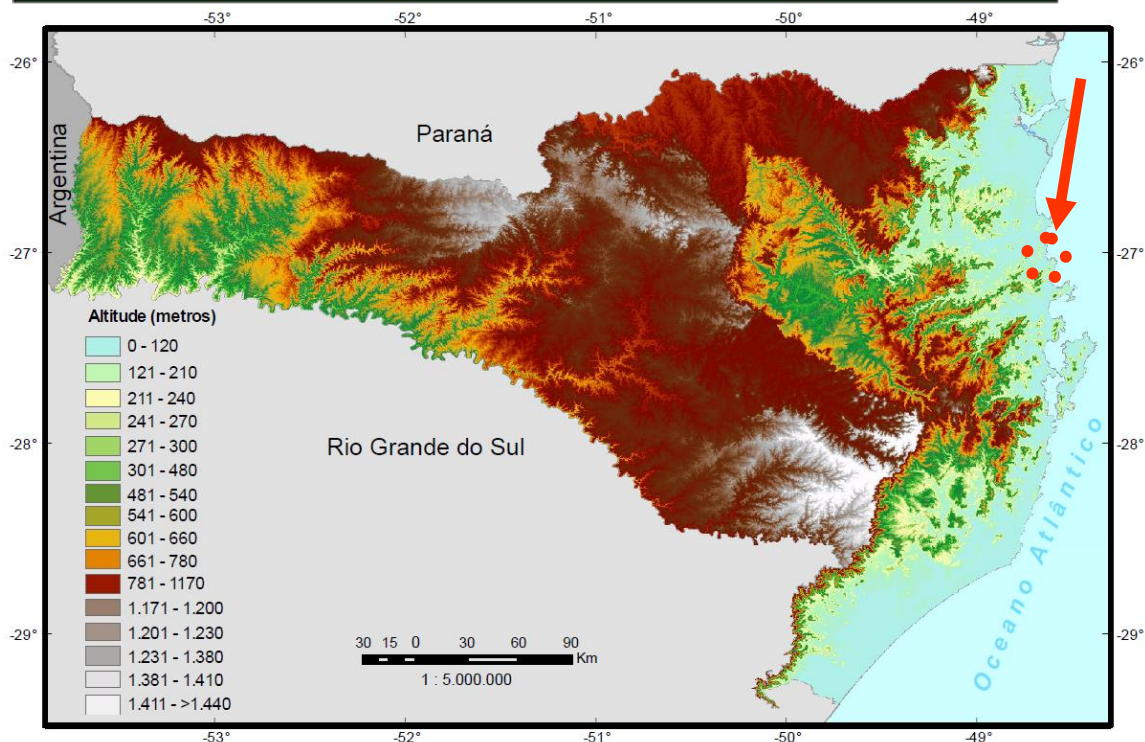 -53° -52° -51° -50° -49°
-26° -26°
Argentina
Paraná
-27° -27°
Altitude (metros)
0 - 120
121 - 210
211 - 240
241 - 270
271 - 300
301 - 480
481 - 540
541 - 600
601 - 660
661 - 780
781 - 1170
1.171 - 1.200
1.201 - 1.230
1.231 - 1.380
1.381 - 1.410
1.411 - >1.440
Rio Grande do Sul
-28° -28°
Oceano Atlântico
-29° -29°
30 15 0 30 60 90
Km
1 : 5.000.000
-53° -52° -51° -50° -49°